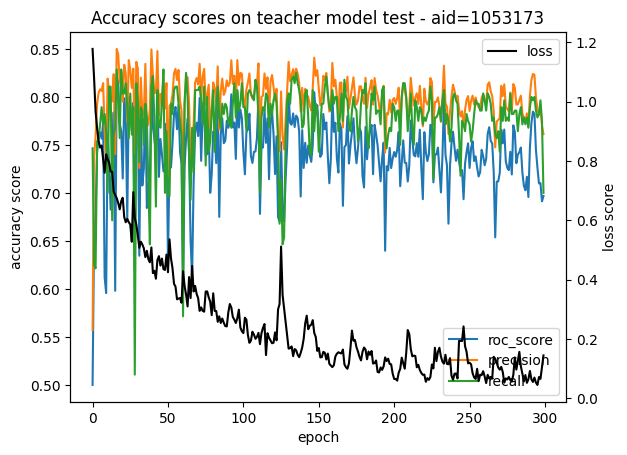 Accuracy scores on teacher model test - aid=1053173
loss
0.85
0.80
0.75
0.70
0.65
0.60
0.55
0.50
accuracy score
1.2
1.0
0.8
0.6
0.4
0.2
0.0
loss score
roc_score
precision
recall
0
50
100
150
200
250
300
epoch